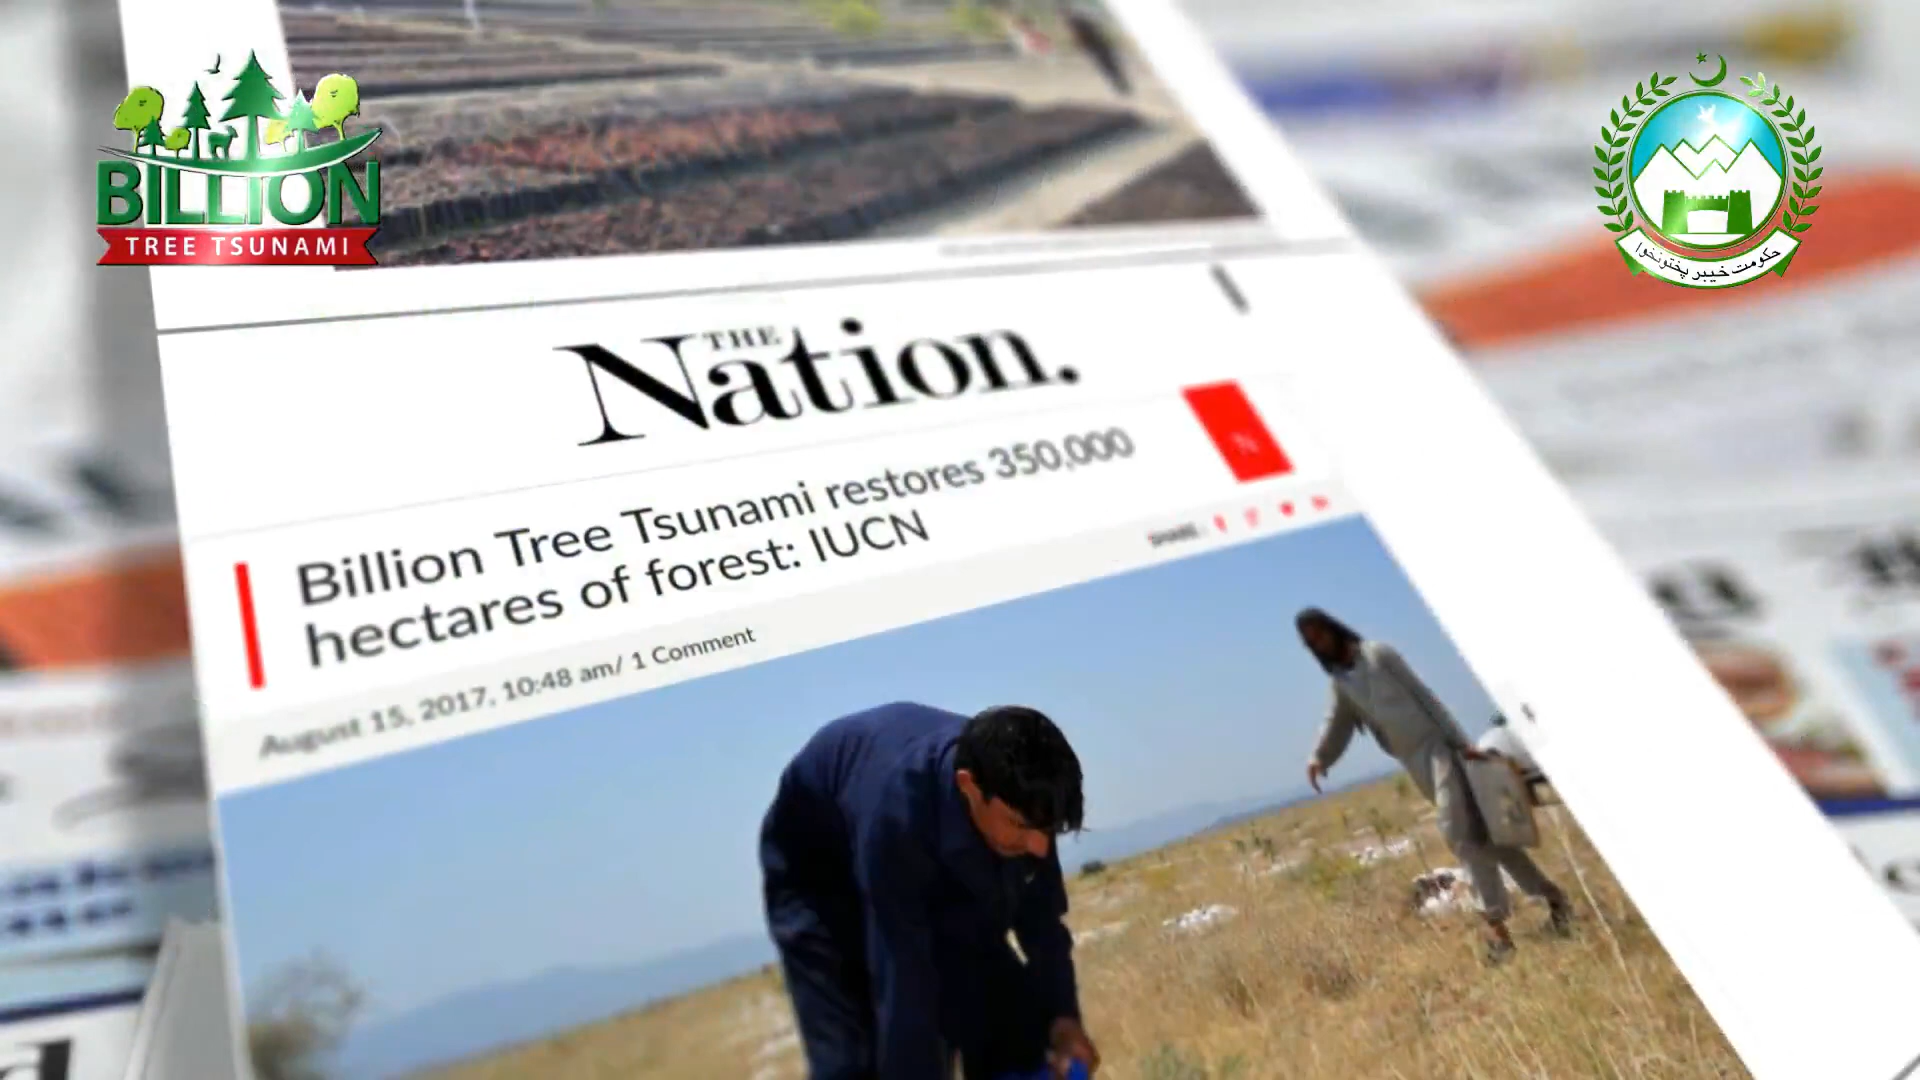 BILLION
TREE TSUNAMI
حکومت خیبر پختونخوا
THE
Nation.
N
Billion Tree Tsunami restores 350,000
hectares of forest: IUCN
SHARE:
August 15, 2017, 10:48 am/ 1 Comment